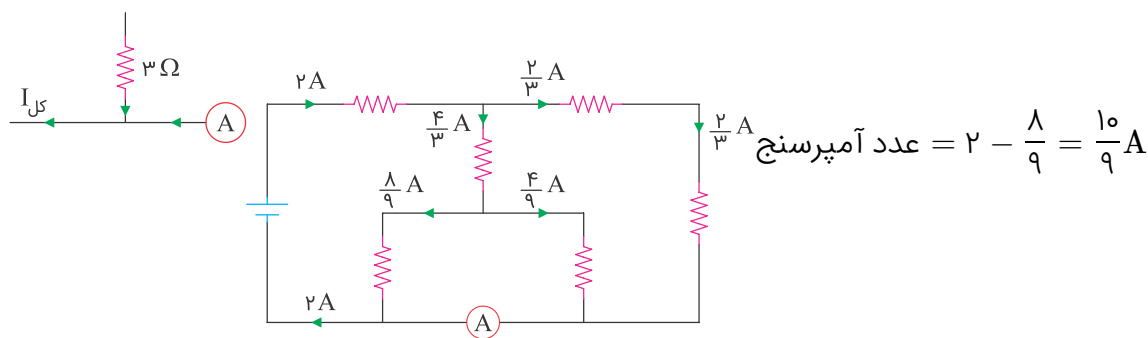 ۳Ω
I کل
A
۲A
۲/۳ A
۴/۳ A
۲/۳ A
۸/۹ A
۴/۹ A
۲A
A
عدد آمپرسنج = ۲ − ۸/۹ = ۱۰/۹ A